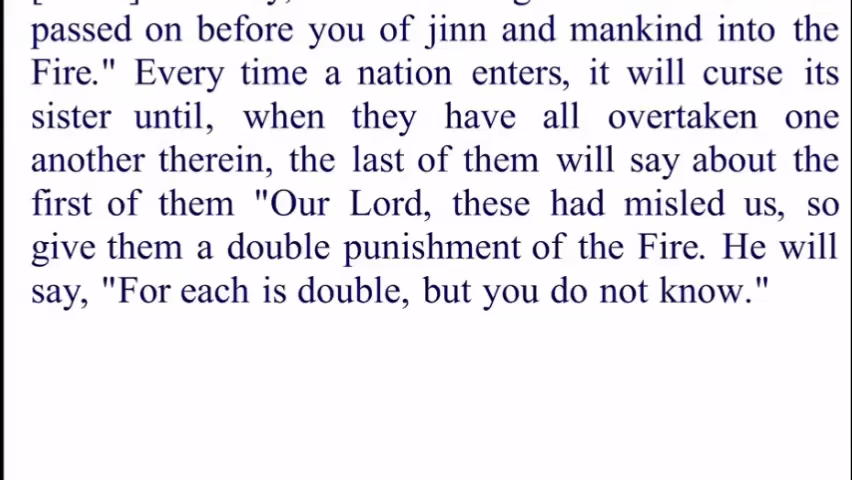 passed on before you of jinn and mankind into the
Fire." Every time a nation enters, it will curse its
sister until, when they have all overtaken one
another therein, the last of them will say about the
first of them "Our Lord, these had misled us, so
give them a double punishment of the Fire. He will
say, "For each is double, but you do not know."